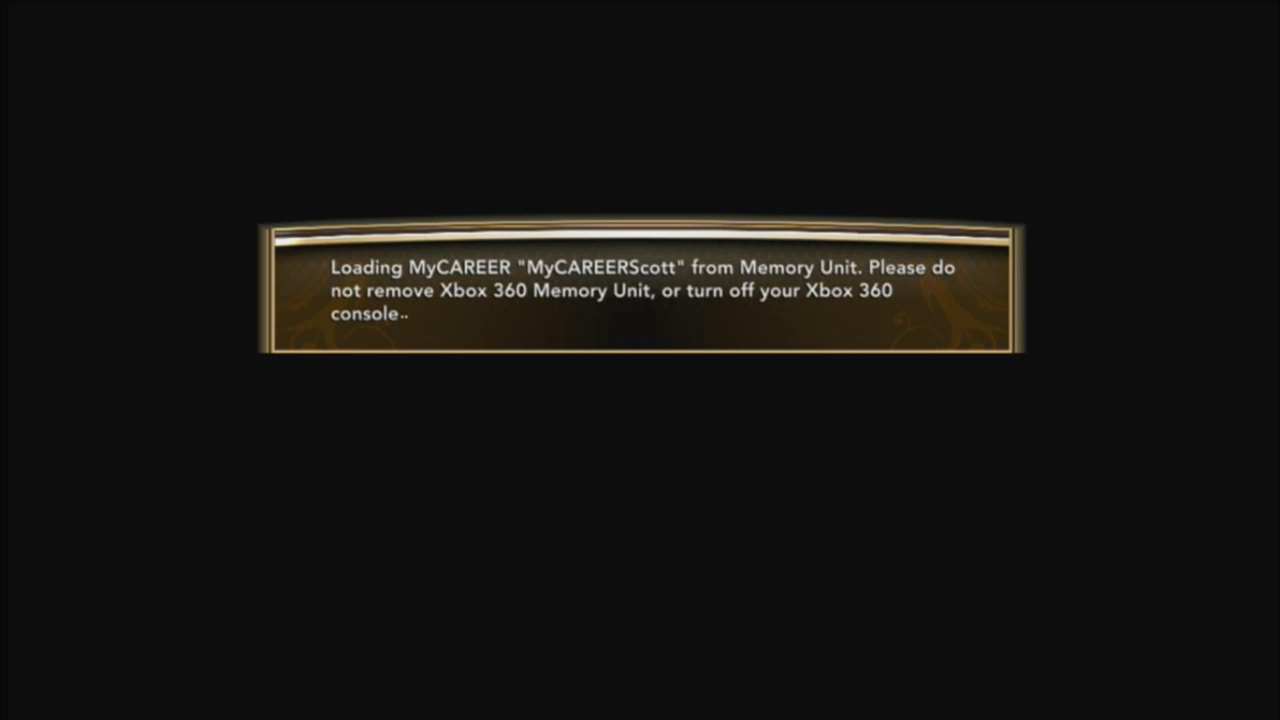 Loading MyCAREER "MyCAREERScott" from Memory Unit. Please do
not remove Xbox 360 Memory Unit, or turn off your Xbox 360
console..